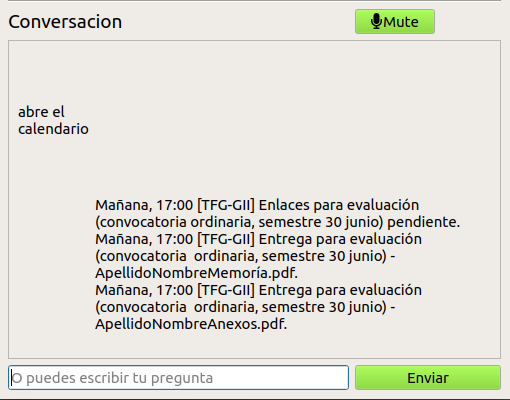 Conversacion
Mute
abre el
calendario
Mañana, 17:00 [TFG-GII] Enlaces para evaluación
(convocatoria ordinaria, semestre 30 junio) pendiente.
Mañana, 17:00 [TFG-GII] Entrega para evaluación
(convocatoria  ordinaria, semestre 30 junio) -
ApellidoNombreMemoría.pdf.
Mañana, 17:00 [TFG-GII] Entrega para evaluación
(convocatoria  ordinaria, semestre 30 junio) -
ApellidoNombreAnexos.pdf.
O puedes escribir tu pregunta
Enviar